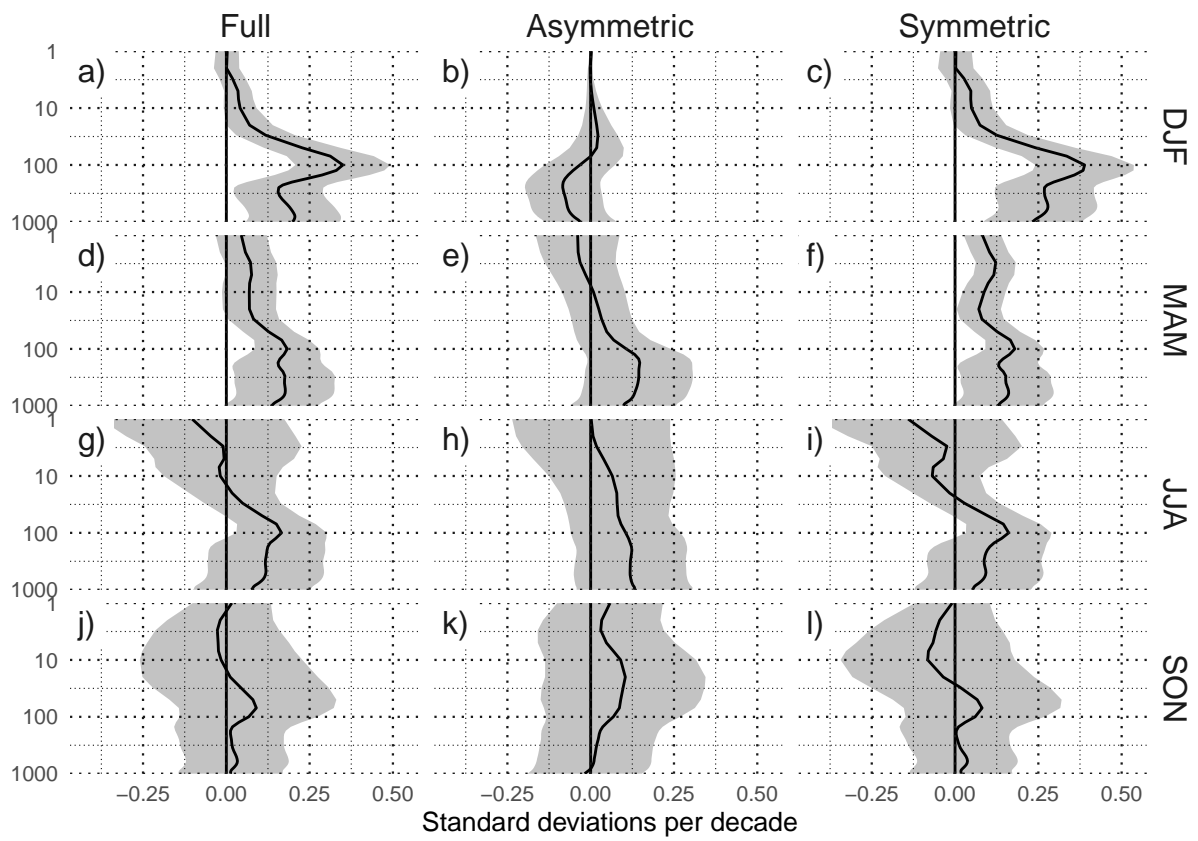 Full Asymmetric Symmetric
1
a) b) c)
10
DJF
100
1000
1
d) e) f)
10
MAM
100
1000
1
g) h) i)
10
JJA
100
1000
1
j) k) l)
10
SON
100
1000
−0.25 0.00 0.25 0.50 −0.25 0.00 0.25 0.50 −0.25 0.00 0.25 0.50
Standard deviations per decade